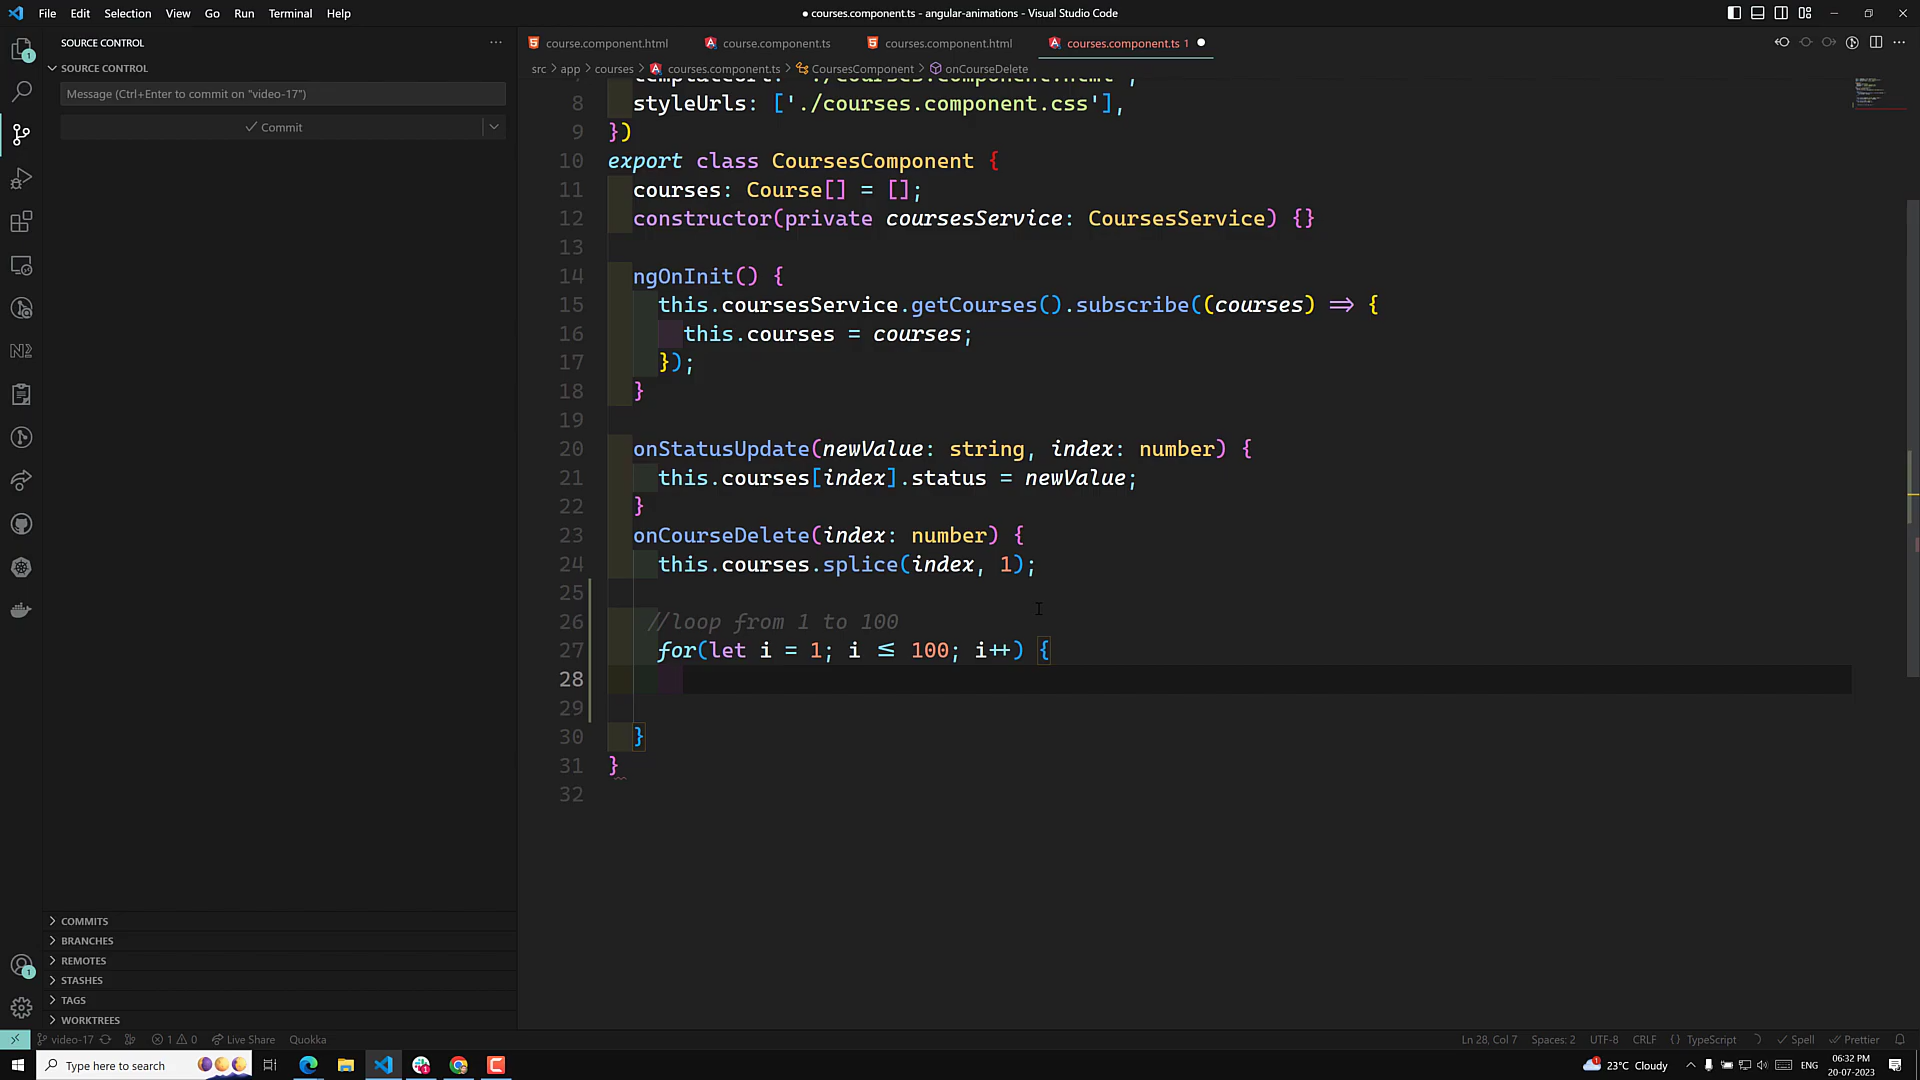 File Edit Selection View Go Run Terminal Help
● courses.component.ts - angular-animations - Visual Studio Code
SOURCE CONTROL
SOURCE CONTROL
Message (Ctrl+Enter to commit on "video-17")
Commit
COMMITS
BRANCHES
REMOTES
STASHES
TAGS
WORKTREES
course.component.html course.component.ts courses.component.html courses.component.ts 1
src > app > courses > courses.component.ts > CoursesComponent > onCourseDelete
8 styleUrls: ['./courses.component.css'],
9 })
10 export class CoursesComponent {
11 courses: Course[] = [];
12 constructor(private coursesService: CoursesService) {}
13
14 ngOnInit() {
15 this.coursesService.getCourses().subscribe((courses) => {
16 this.courses = courses;
17 });
18 }
19
20 onStatusUpdate(newValue: string, index: number) {
21 this.courses[index].status = newValue;
22 }
23 onCourseDelete(index: number) {
24 this.courses.splice(index, 1);
25
26 //loop from 1 to 100
27 for(let i = 1; i <= 100; i++) {
28
29
30 }
31 }
32
video-17 1 0 Live Share Quokka Ln 28, Col 7 Spaces: 2 UTF-8 CRLF {} TypeScript Spell Prettier
Type here to search
23°C Cloudy ENG 06:32 PM
20-07-2023